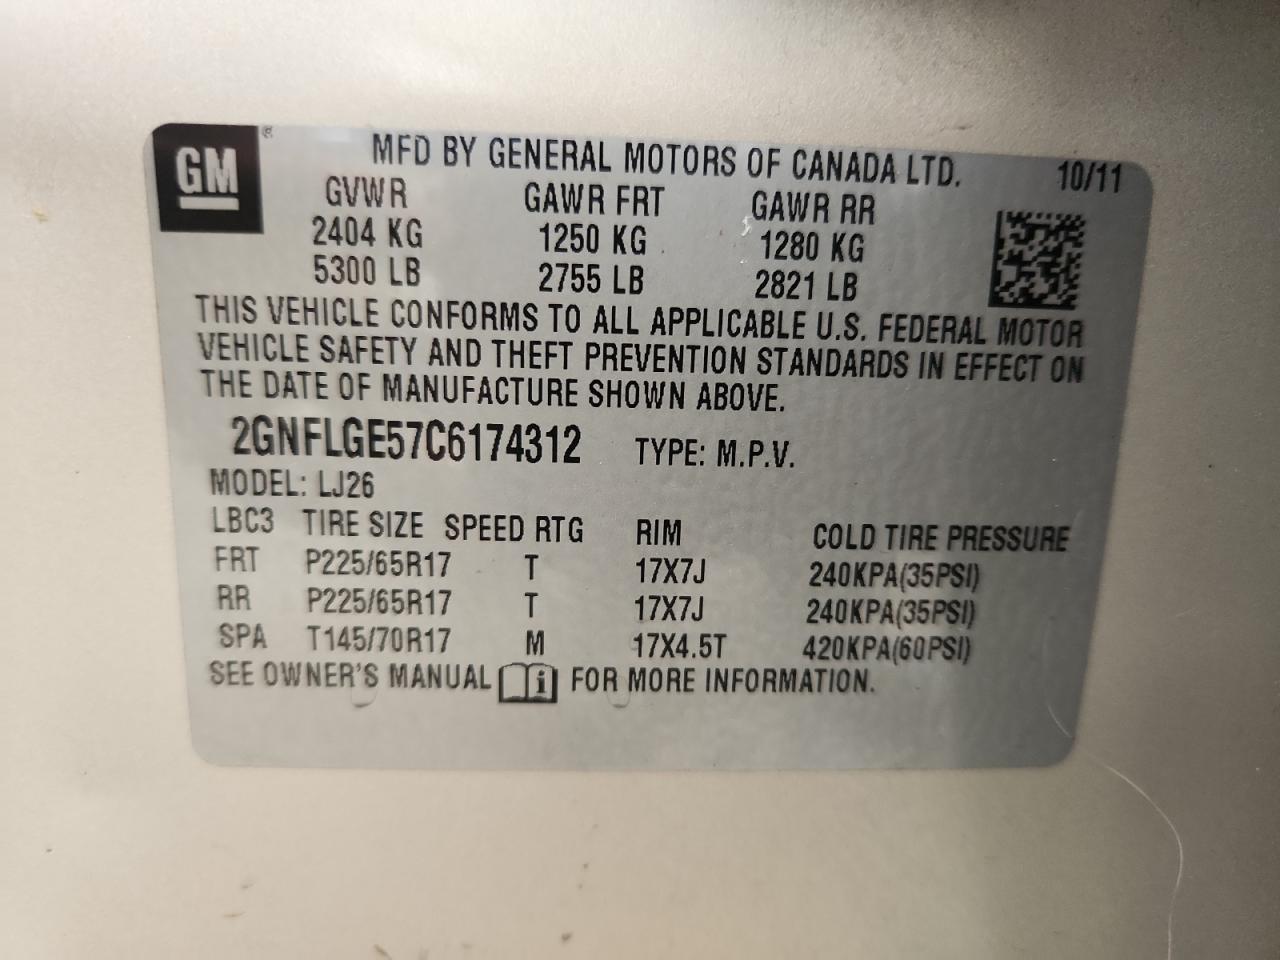 GM ®
MFD BY GENERAL MOTORS OF CANADA LTD. 10/11
GVWR GAWR FRT GAWR RR
2404 KG 1250 KG 1280 KG
5300 LB 2755 LB 2821 LB
THIS VEHICLE CONFORMS TO ALL APPLICABLE U.S. FEDERAL MOTOR
VEHICLE SAFETY AND THEFT PREVENTION STANDARDS IN EFFECT ON
THE DATE OF MANUFACTURE SHOWN ABOVE.
2GNFLGE57C6174312 TYPE: M.P.V.
MODEL: LJ26
LBC3 TIRE SIZE SPEED RTG RIM COLD TIRE PRESSURE
FRT P225/65R17 T 17X7J 240KPA(35PSI)
RR P225/65R17 T 17X7J 240KPA(35PSI)
SPA T145/70R17 M 17X4.5T 420KPA(60PSI)
SEE OWNER'S MANUAL i FOR MORE INFORMATION.